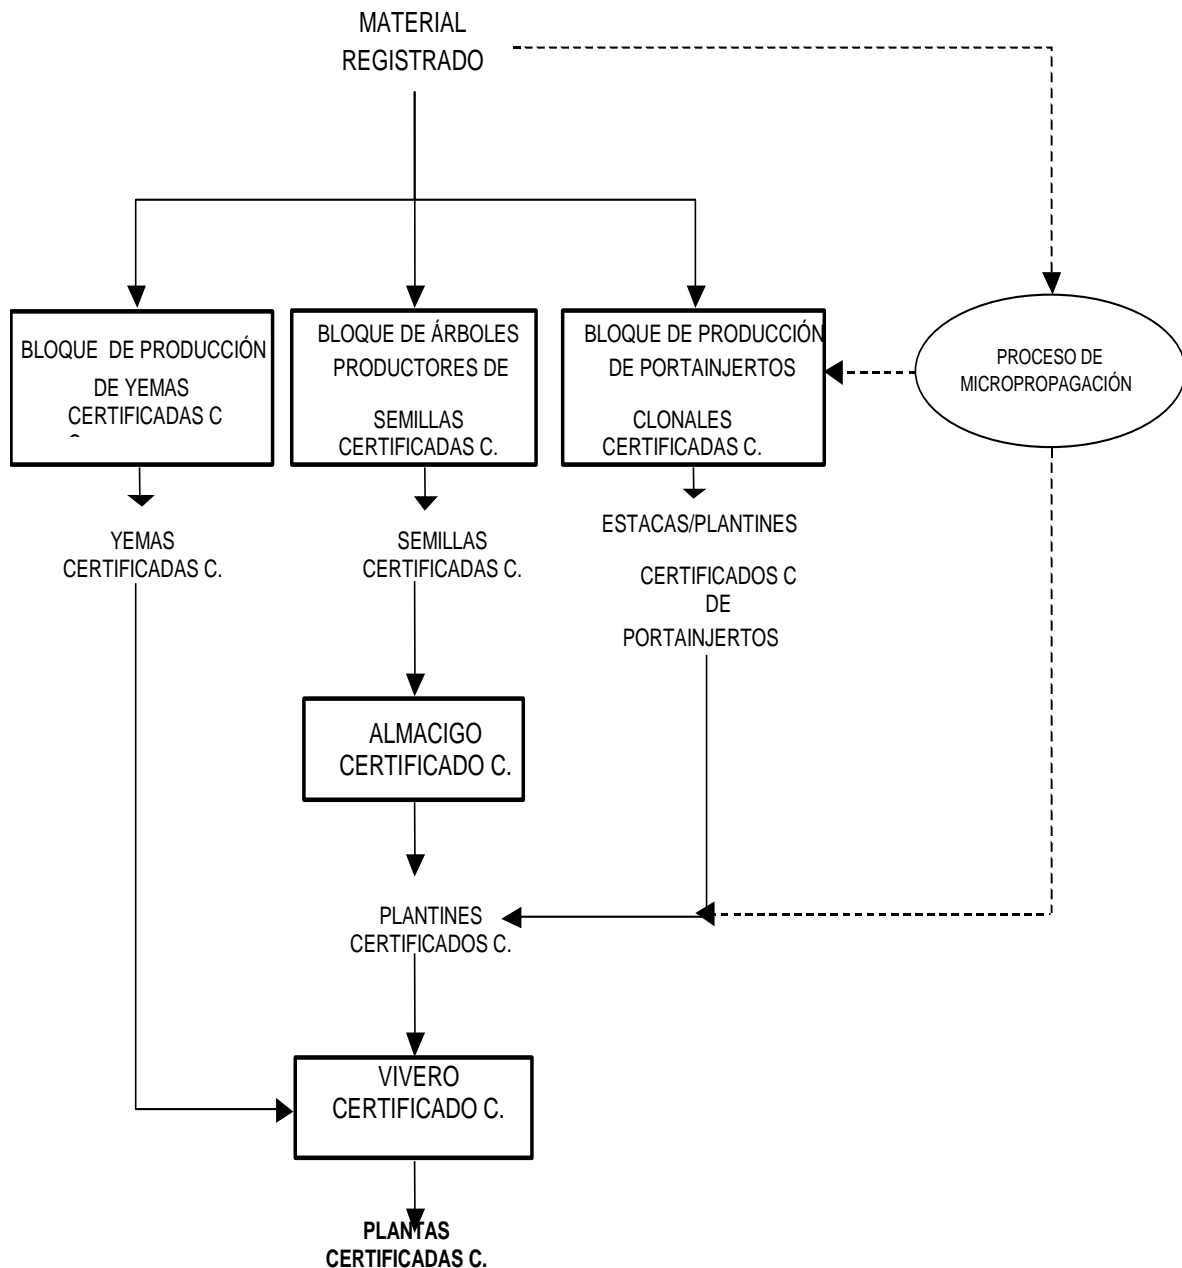 MATERIAL
REGISTRADO
BLOQUE DE PRODUCCIÓN
DE YEMAS
CERTIFICADAS C
BLOQUE DE ÁRBOLES
PRODUCTORES DE
SEMILLAS
CERTIFICADAS C.
BLOQUE DE PRODUCCIÓN
DE PORTAINJERTOS
CLONALES
CERTIFICADAS C.
PROCESO DE
MICROPROPAGACIÓN
YEMAS
CERTIFICADAS C.
SEMILLAS
CERTIFICADAS C.
ESTACAS/PLANTINES
CERTIFICADOS C
DE
PORTAINJERTOS
ALMACIGO
CERTIFICADO C.
PLANTINES
CERTIFICADOS C.
VIVERO
CERTIFICADO C.
PLANTAS
CERTIFICADAS C.